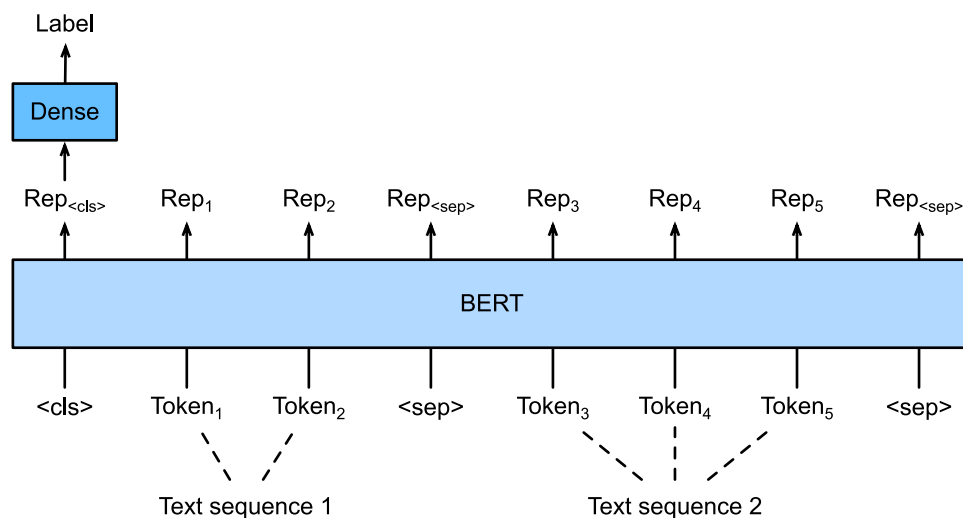 Label
Dense
Rep<cls> Rep1 Rep2 Rep<sep> Rep3 Rep4 Rep5 Rep<sep>
BERT
<cls> Token1 Token2 <sep> Token3 Token4 Token5 <sep>
Text sequence 1 Text sequence 2